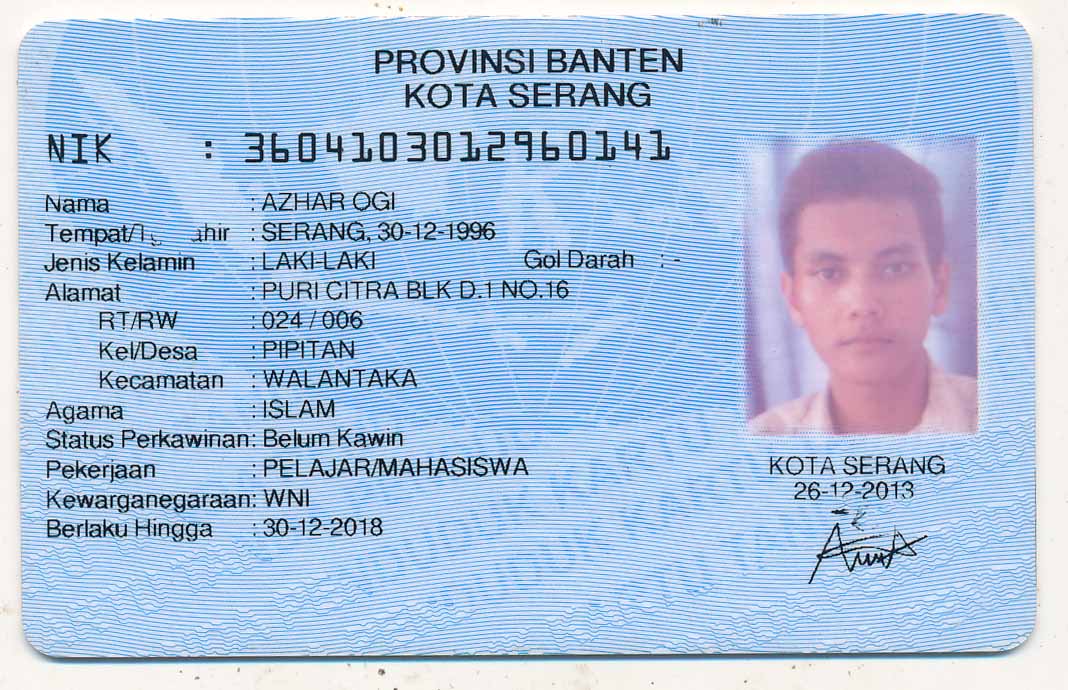 PROVINSI BANTEN
KOTA SERANG
NIK : 3604103012960141
Nama : AZHAR OGI
Tempat/Tg ahir : SERANG, 30-12-1996
Jenis Kelamin : LAKI-LAKI Gol Darah : -
Alamat : PURI CITRA BLK D.1 NO.16
RT/RW : 024 / 006
Kel/Desa : PIPITAN
Kecamatan : WALANTAKA
Agama : ISLAM
Status Perkawinan: Belum Kawin
Pekerjaan : PELAJAR/MAHASISWA
Kewarganegaraan: WNI
Berlaku Hingga : 30-12-2018
KOTA SERANG
26-12-2013